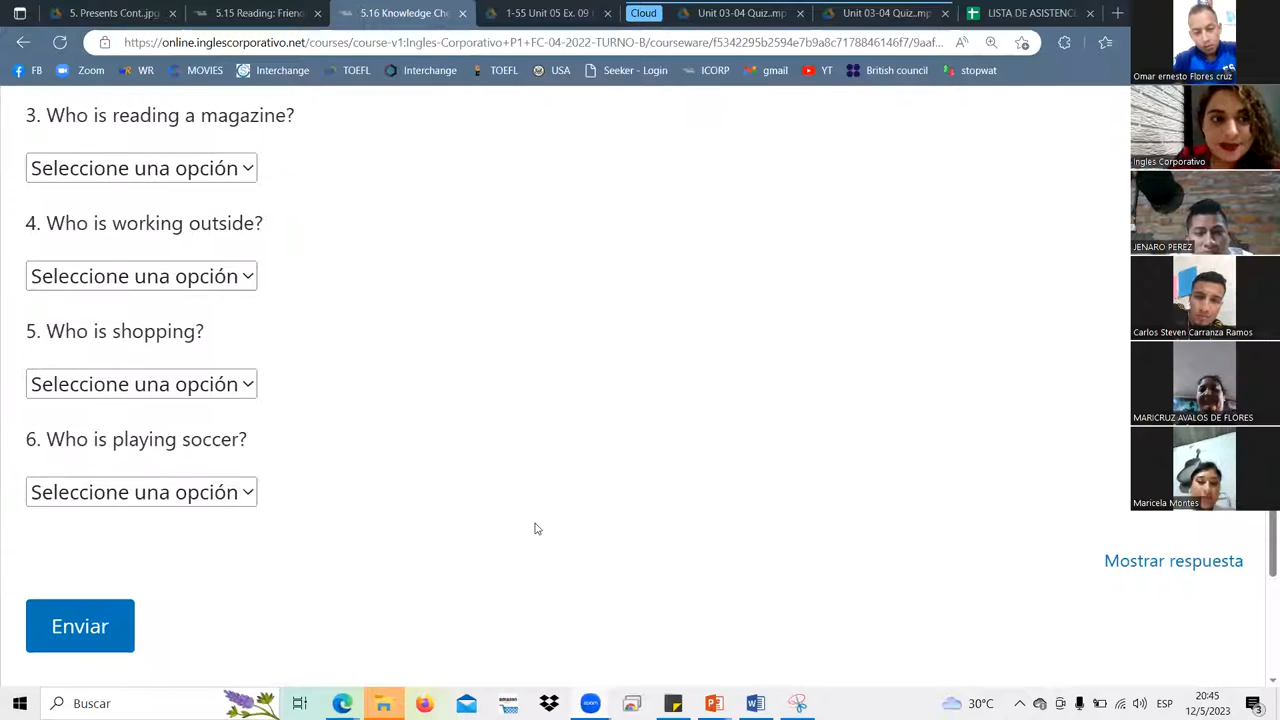 5. Presents Cont.jpg
5.15 Reading: Frien
5.16 Knowledge Che
5.1 Unit 05 Ex. 09
Cloud
Unit 03-04 Quiz..mp
Unit 03-04 Quiz..mp
LISTA DE ASISTENC
https://online.inglescorporativo.net/courses/course-v1:Ingles-Corporativo+P1+FC-04-2022-TURNO-B/courseware/f5342295b2594e7b9a8c7178846146f7/9aaf...
FB
Zoom
WR
MOVIES
Interchange
TOEFL
Interchange
TOEFL
USA
Seeker - Login
ICORP
gmail
YT
British council
stopwat
3. Who is reading a magazine?
Seleccione una opción
4. Who is working outside?
Seleccione una opción
5. Who is shopping?
Seleccione una opción
6. Who is playing soccer?
Seleccione una opción
Mostrar respuesta
Enviar
Omar ernesto Flores cruz
Ingles Corporativo
JENARO PEREZ
Carlos Steven Carranza Ramos
MARICRUZ AVALOS DE FLORES
Maricela Montes
Buscar
amazon
zoom
30°C
ESP
20:45
12/5/2023
3